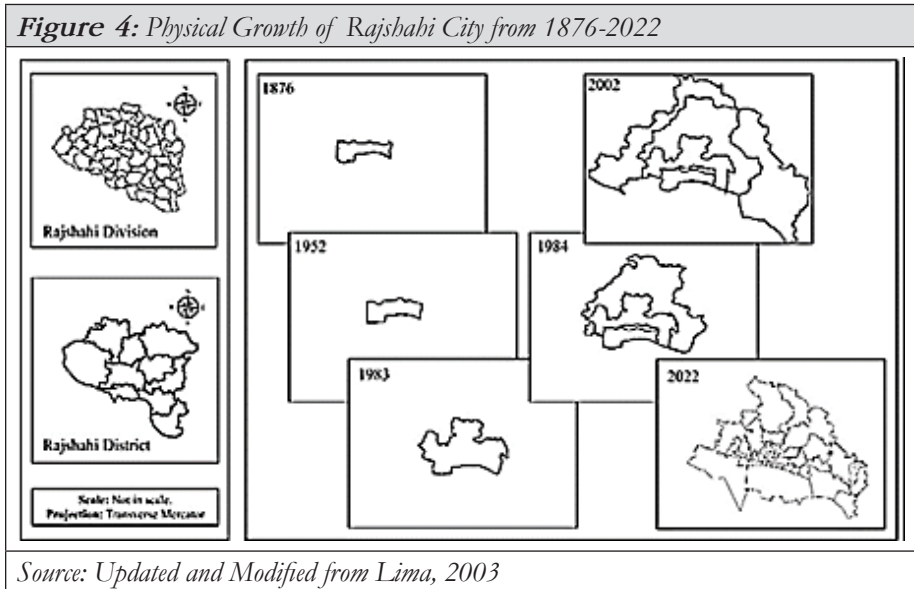 Figure 4: Physical Growth of Rajshahi City from 1876-2022
Rajshahi Division
Rajshahi District
Scale: Not in scale.
Projection: Transverse Mercator
1876
2002
1952
1984
1983
2022
Source: Updated and Modified from Lima, 2003